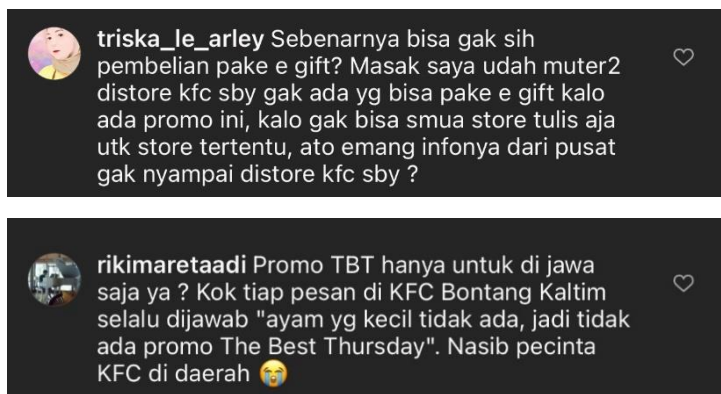 triska_le_arley Sebenarnya bisa gak sih
pembelian pake e gift? Masak saya udah muter2
distore kfc sby gak ada yg bisa pake e gift kalo
ada promo ini, kalo gak bisa smua store tulis aja
utk store tertentu, ato emang infonya dari pusat
gak nyampai distore kfc sby ?
rikimaretaadi Promo TBT hanya untuk di jawa
saja ya ? Kok tiap pesan di KFC Bontang Kaltim
selalu dijawab "ayam yg kecil tidak ada, jadi tidak
ada promo The Best Thursday". Nasib pecinta
KFC di daerah 😭